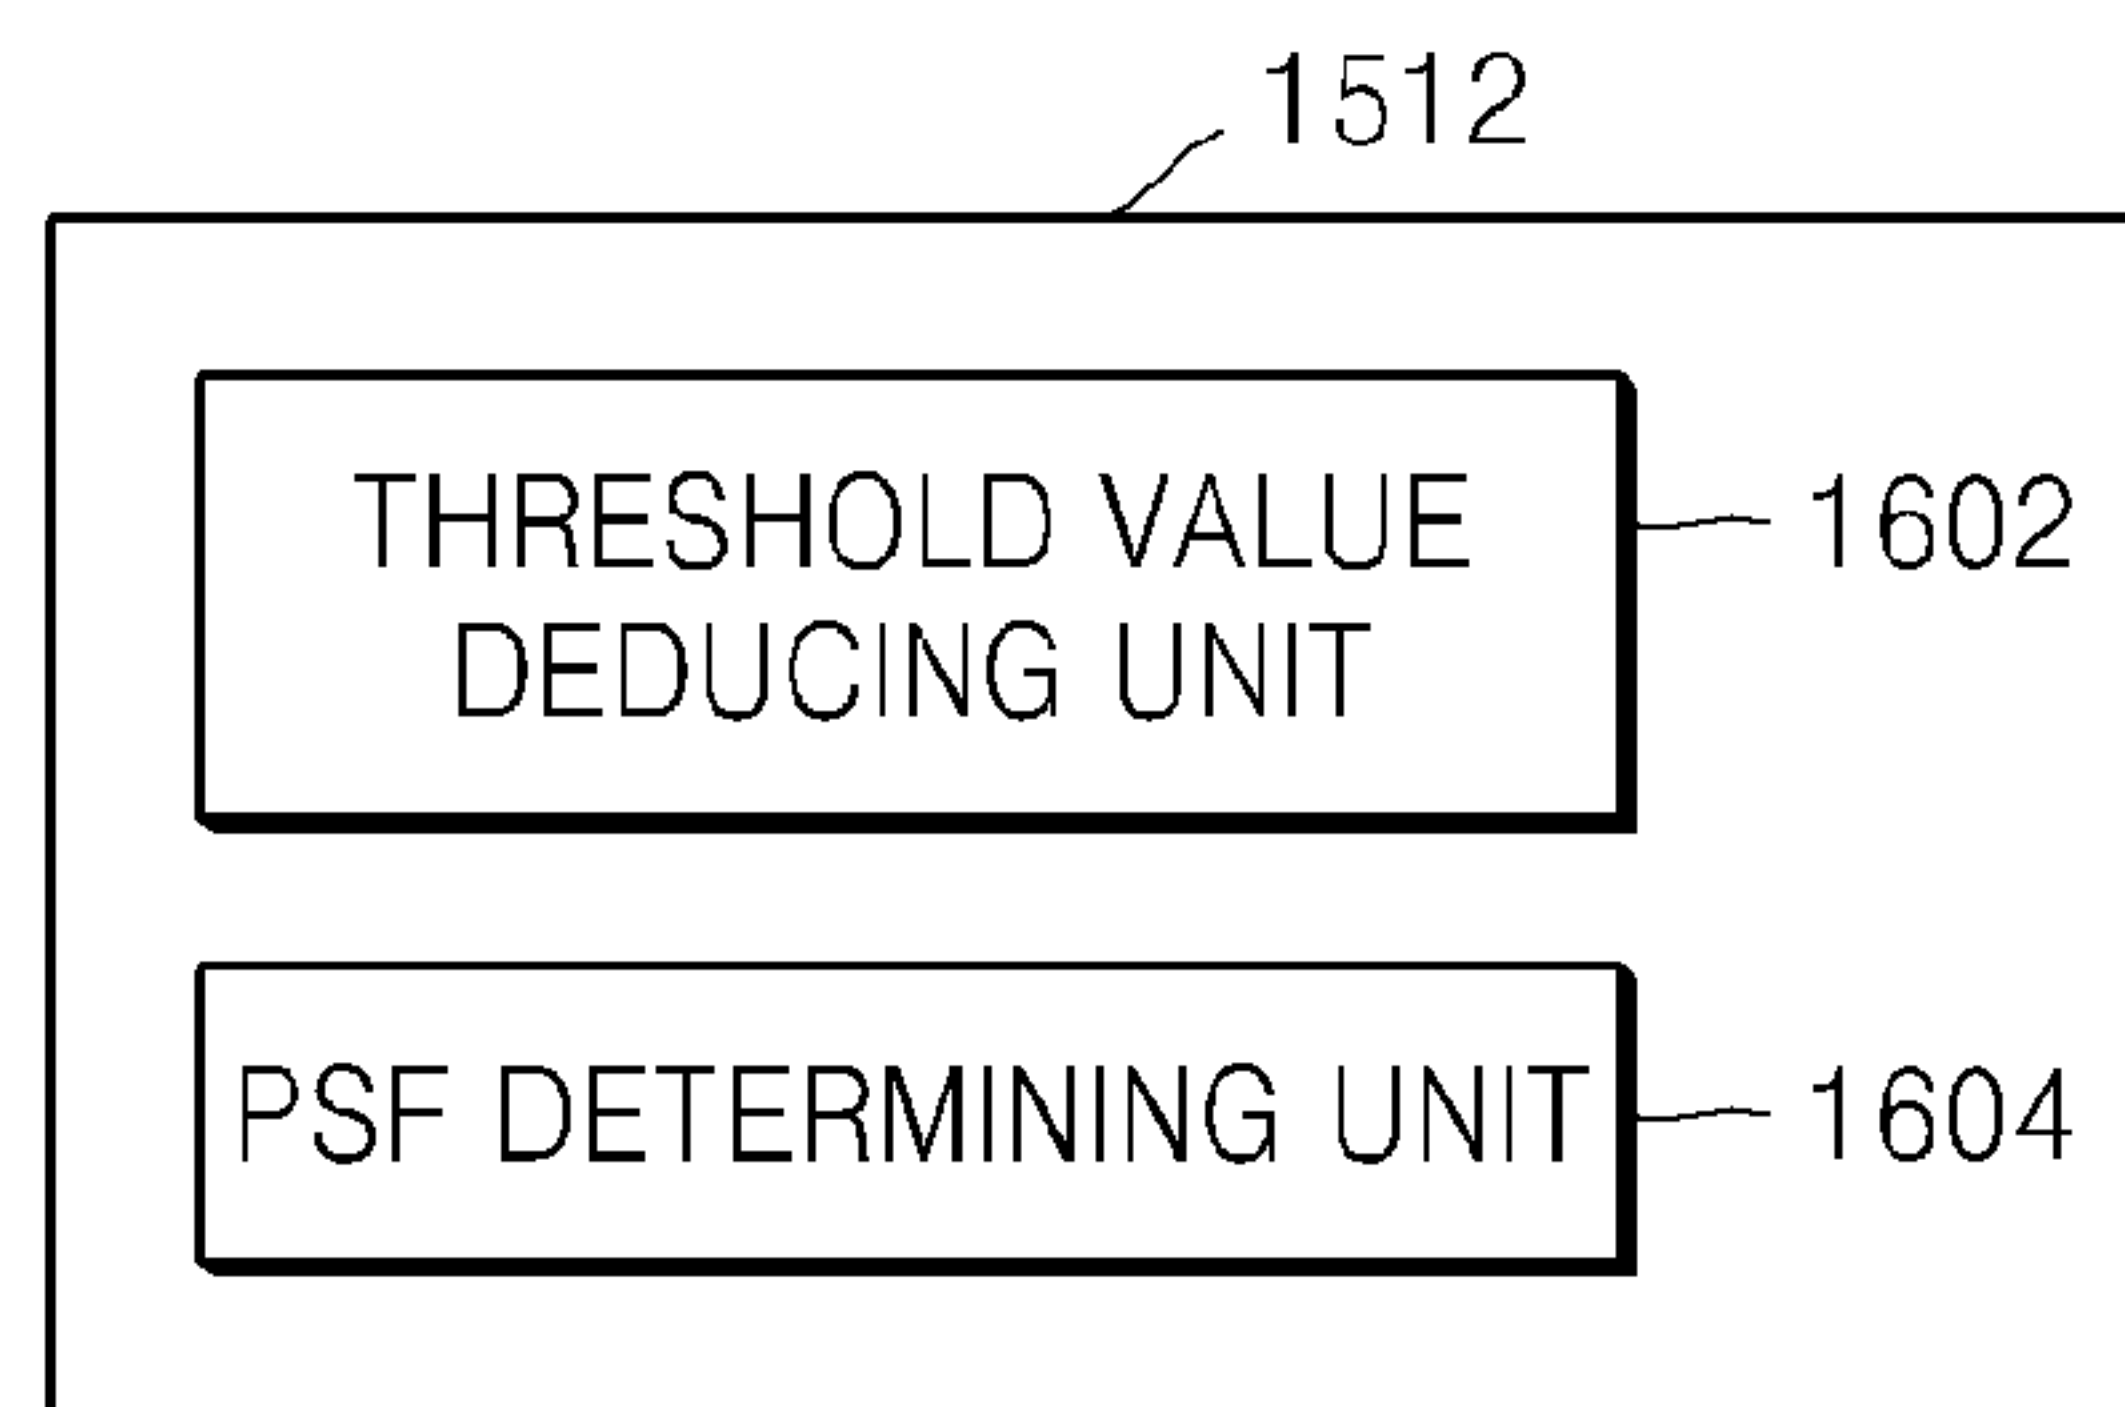 1512
THRESHOLD VALUE
DEDUCING UNIT
1602
PSF DETERMINING UNIT
1604